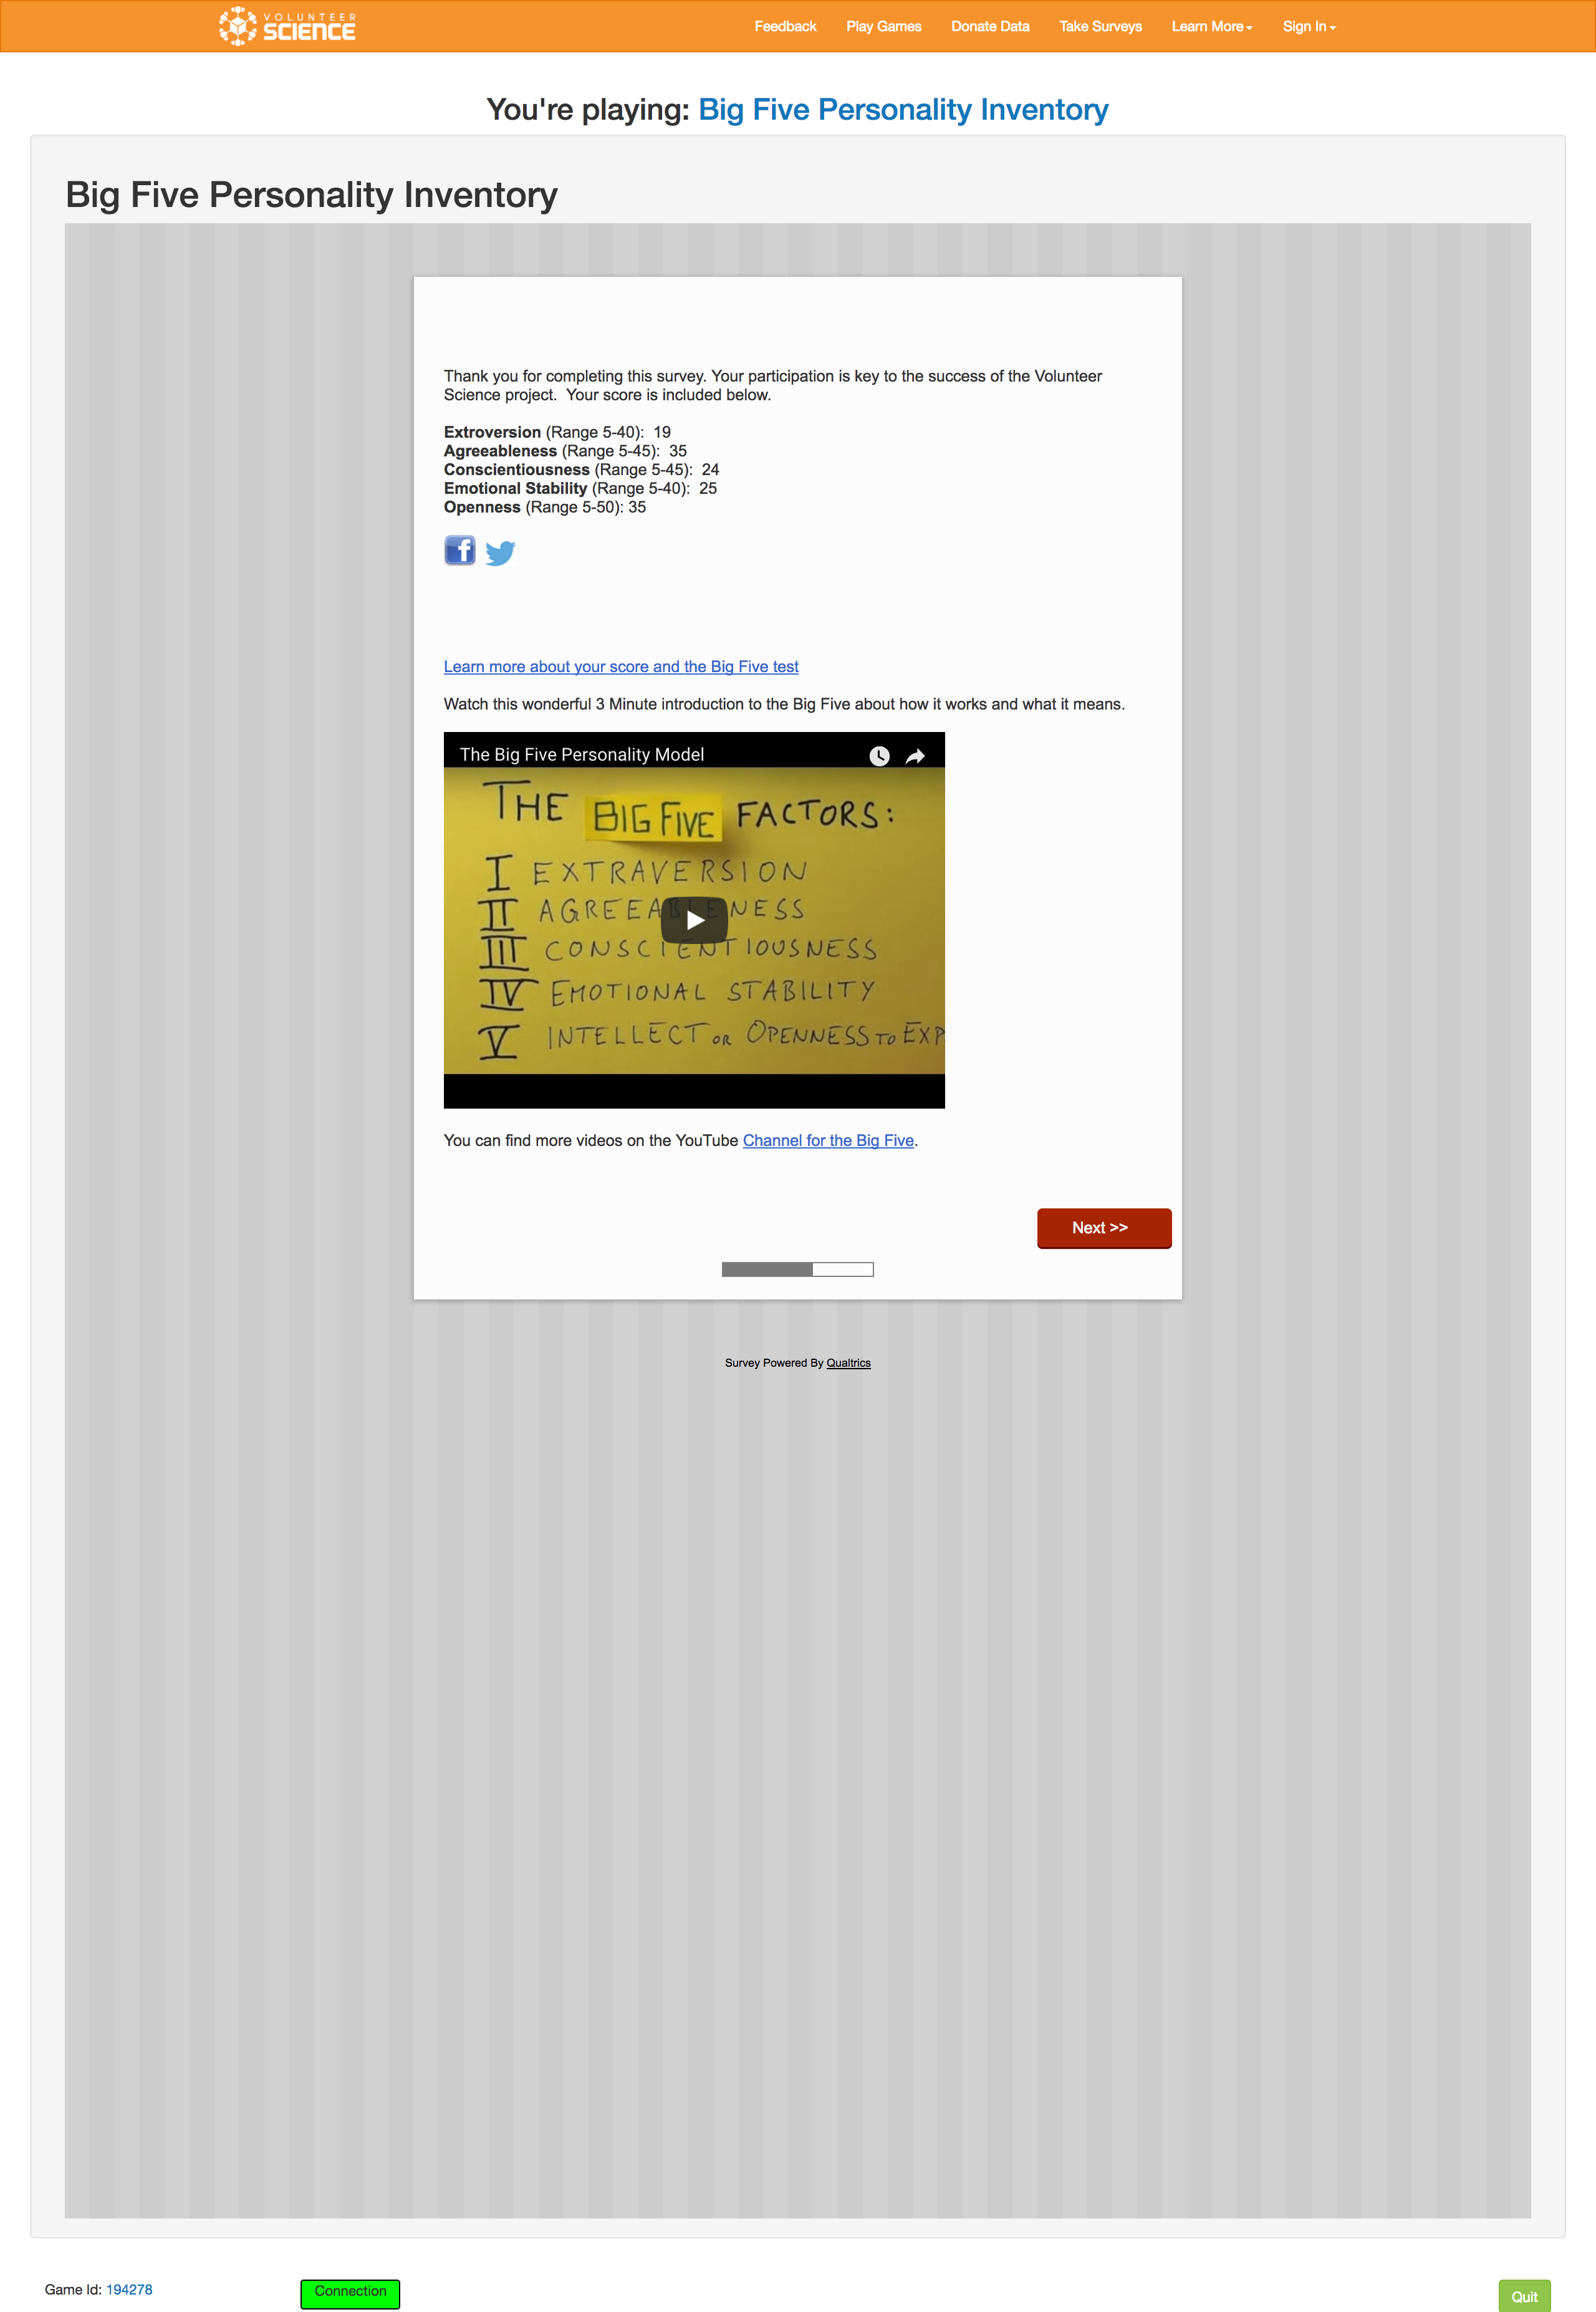 VOLUNTEER
SCIENCE
Feedback Play Games Donate Data Take Surveys Learn More Sign In
You're playing: Big Five Personality Inventory
Big Five Personality Inventory
Thank you for completing this survey. Your participation is key to the success of the Volunteer
Science project. Your score is included below.
Extroversion (Range 5-40): 19
Agreeableness (Range 5-45): 35
Conscientiousness (Range 5-45): 24
Emotional Stability (Range 5-40): 25
Openness (Range 5-50): 35
Learn more about your score and the Big Five test
Watch this wonderful 3 Minute introduction to the Big Five about how it works and what it means.
The Big Five Personality Model
THE BIG FIVE FACTORS:
I EXTRAVERSION
II AGREEABLENESS
III CONSCIENTIOUSNESS
IV EMOTIONAL STABILITY
V INTELLECT OR OPENNESS TO EXP
You can find more videos on the YouTube Channel for the Big Five.
Next >>
Survey Powered By Qualtrics
Game Id: 194278
Connection
Quit